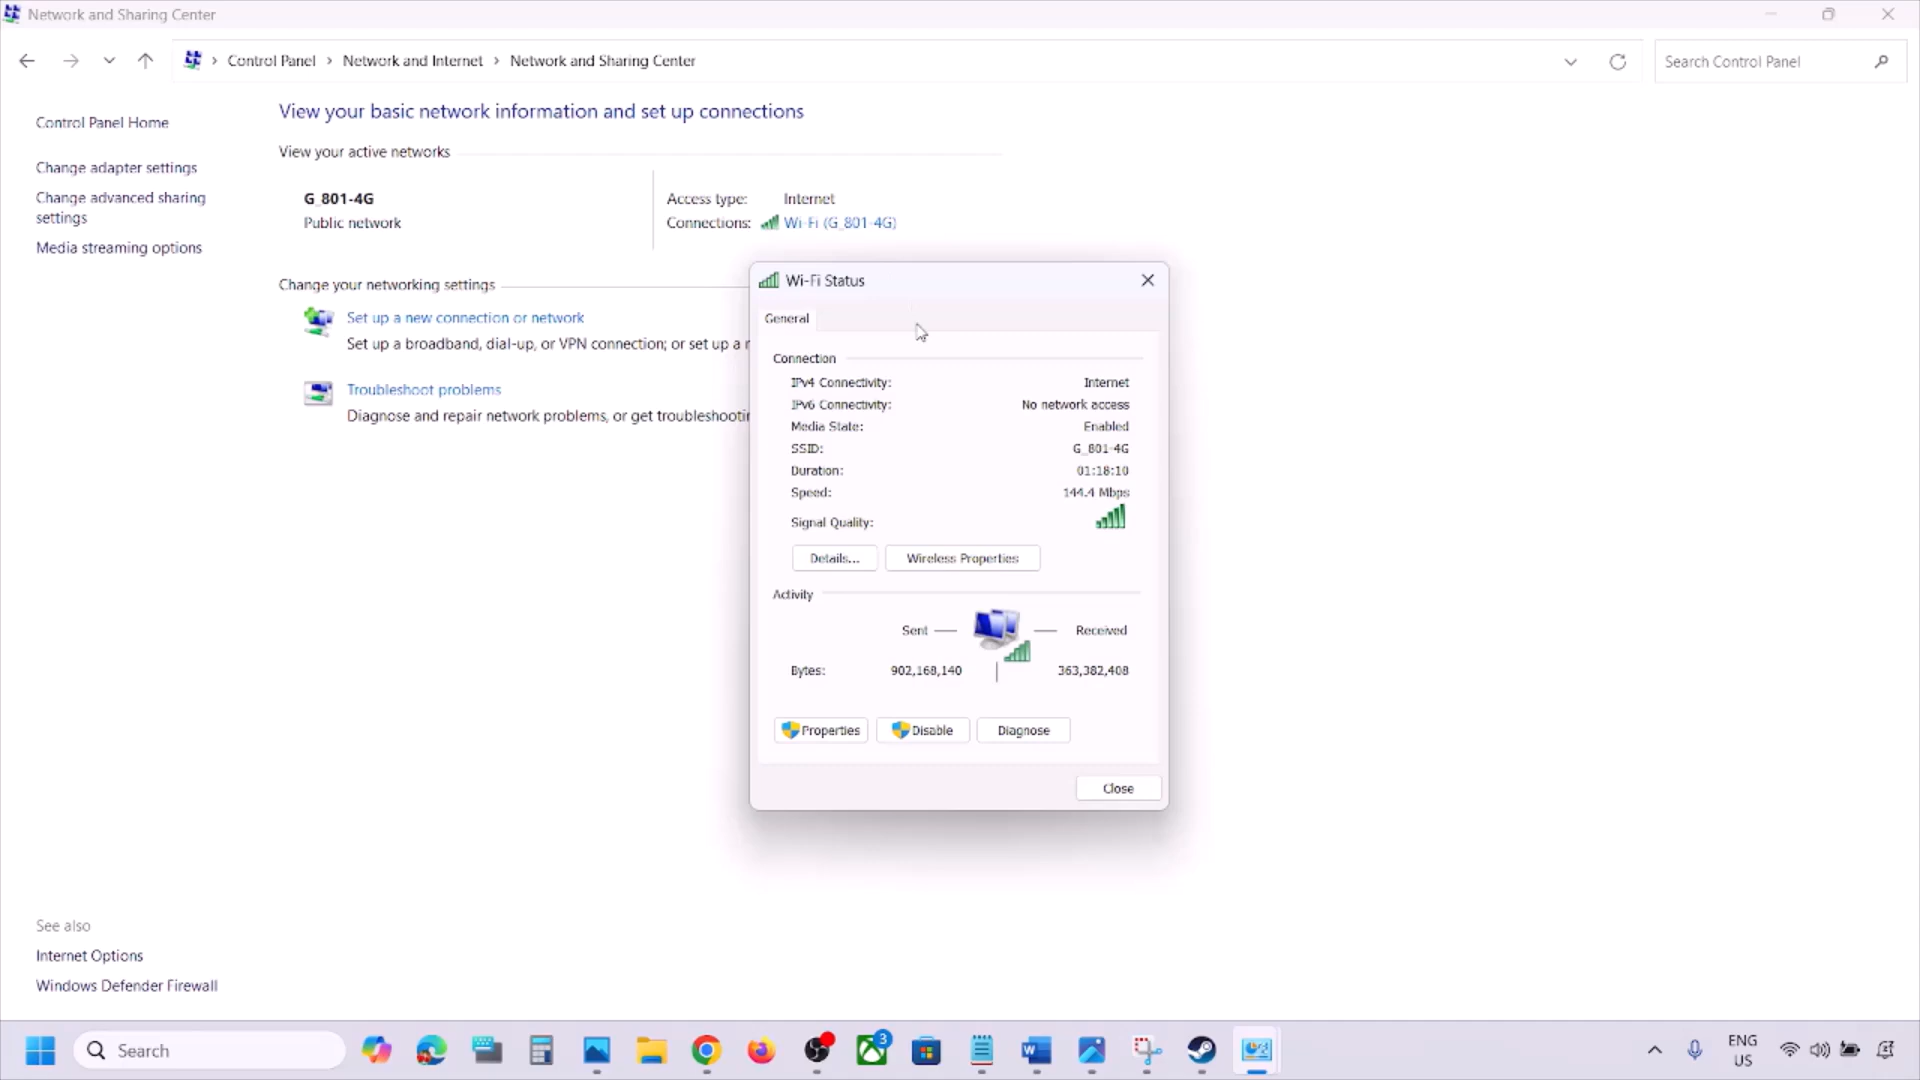 Network and Sharing Center
Control Panel > Network and Internet > Network and Sharing Center
Search Control Panel
Control Panel Home
Change adapter settings
Change advanced sharing
settings
Media streaming options
View your basic network information and set up connections
View your active networks
G_801-4G
Public network
Access type: Internet
Connections: Wi-Fi (G_801-4G)
Change your networking settings
Set up a new connection or network
Set up a broadband, dial-up, or VPN connection; or set up a
Troubleshoot problems
Diagnose and repair network problems, or get
Wi-Fi Status
General
Connection
IPv4 Connectivity: Internet
IPv6 Connectivity: No network access
Media State: Enabled
SSID: G_801-4G
Duration: 01:18:10
Speed: 144.4 Mbps
Signal Quality:
Details...
Wireless Properties
Activity
Sent
Received
Bytes: 902,168,140 363,382,408
Properties
Disable
Diagnose
Close
See also
Internet Options
Windows Defender Firewall
Search
3
ENG
US